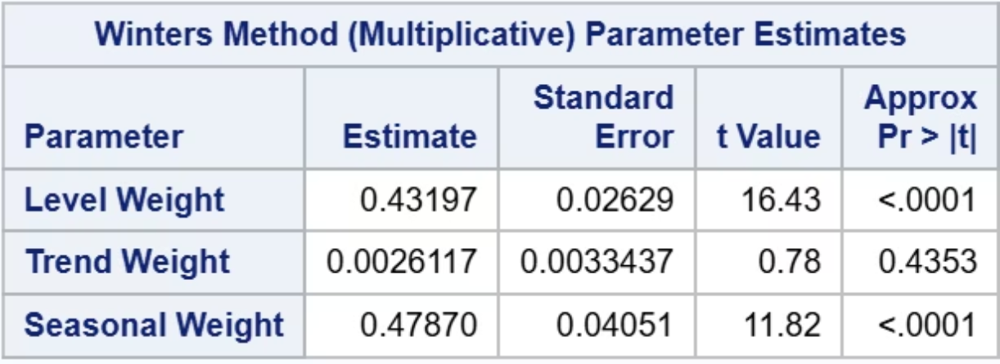 Winters Method (Multiplicative) Parameter Estimates
Parameter Estimate Standard Error t Value Approx Pr > |t|
Level Weight 0.43197 0.02629 16.43 <.0001
Trend Weight 0.0026117 0.0033437 0.78 0.4353
Seasonal Weight 0.47870 0.04051 11.82 <.0001